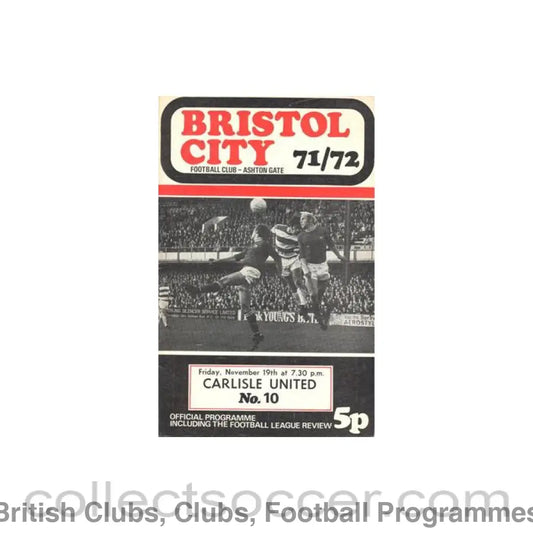 BRISTOL
CITY 71/72
FOOTBALL CLUB - ASHTON GATE
YOUNG'S
Friday, November 19th at 7.30 p.m.
CARLISLE UNITED
No. 10
OFFICIAL PROGRAMME
INCLUDING THE FOOTBALL LEAGUE REVIEW 5p
collectsoccer.com
British Clubs, Clubs, Football Programmes